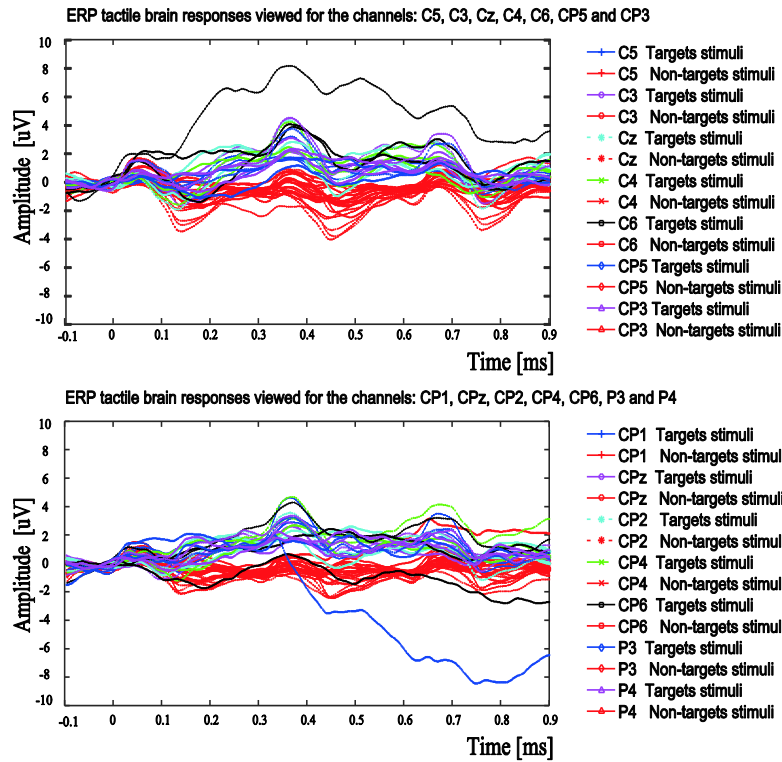 ERP tactile brain responses viewed for the channels: C5, C3, Cz, C4, C6, CP5 and CP3
Amplitude [uV]
10
8
6
4
2
0
-2
-4
-6
-8
-10
-0.1 0 0.1 0.2 0.3 0.4 0.5 0.6 0.7 0.8 0.9
Time [ms]
C5 Targets stimuli
C5 Non-targets stimuli
C3 Targets stimuli
C3 Non-targets stimuli
Cz Targets stimuli
Cz Non-targets stimuli
C4 Targets stimuli
C4 Non-targets stimuli
C6 Targets stimuli
C6 Non-targets stimuli
CP5 Targets stimuli
CP5 Non-targets stimuli
CP3 Targets stimuli
CP3 Non-targets stimuli
ERP tactile brain responses viewed for the channels: CP1, CPz, CP2, CP4, CP6, P3 and P4
Amplitude [uV]
10
8
6
4
2
0
-2
-4
-6
-8
-10
-0.1 0 0.1 0.2 0.3 0.4 0.5 0.6 0.7 0.8 0.9
Time [ms]
CP1 Targets stimuli
CP1 Non-targets stimuli
CPz Targets stimuli
CPz Non-targets stimuli
CP2 Targets stimuli
CP2 Non-targets stimuli
CP4 Targets stimuli
CP4 Non-targets stimuli
CP6 Targets stimuli
CP6 Non-targets stimuli
P3 Targets stimuli
P3 Non-targets stimuli
P4 Targets stimuli
P4 Non-targets stimuli